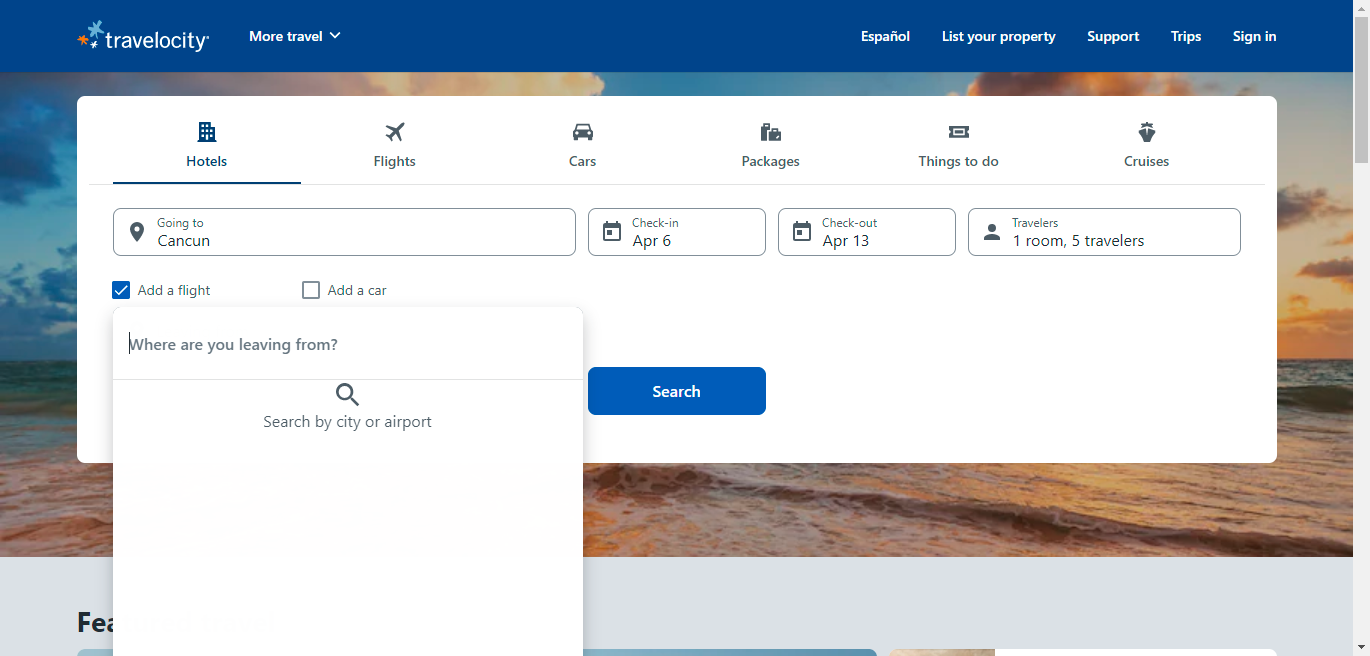 travelocity
More travel
Español
List your property
Support
Trips
Sign in
Hotels
Flights
Cars
Packages
Things to do
Cruises
Going to
Cancun
Check-in
Apr 6
Check-out
Apr 13
Travelers
1 room, 5 travelers
Add a flight
Add a car
Where are you leaving from?
Search
Search by city or airport